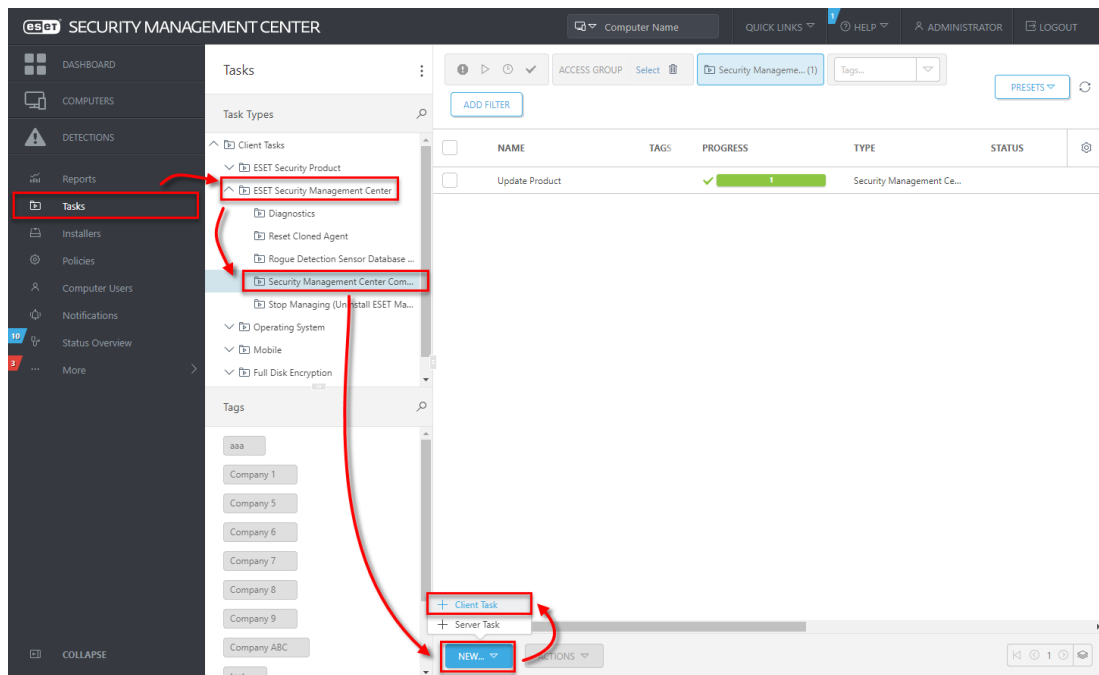 eseT SECURITY MANAGEMENT CENTER
Computer Name
QUICK LINKS
1
HELP
ADMINISTRATOR
LOGOUT
DASHBOARD
COMPUTERS
DETECTIONS
Reports
Tasks
Installers
Policies
Computer Users
Notifications
10
Status Overview
3
More
COLLAPSE
Tasks
Task Types
Client Tasks
ESET Security Product
ESET Security Management Center
Diagnostics
Reset Cloned Agent
Rogue Detection Sensor Database ...
Security Management Center Com...
Stop Managing (Uninstall ESET Ma...
Operating System
Mobile
Full Disk Encryption
Tags
aaa
Company 1
Company 5
Company 6
Company 7
Company 8
Company 9
Company ABC
ACCESS GROUP Select
Security Manageme... (1)
Tags...
PRESETS
ADD FILTER
NAME TAGS PROGRESS TYPE STATUS
Update Product 1 Security Management Ce...
Client Task
Server Task
NEW... ACTIONS
1